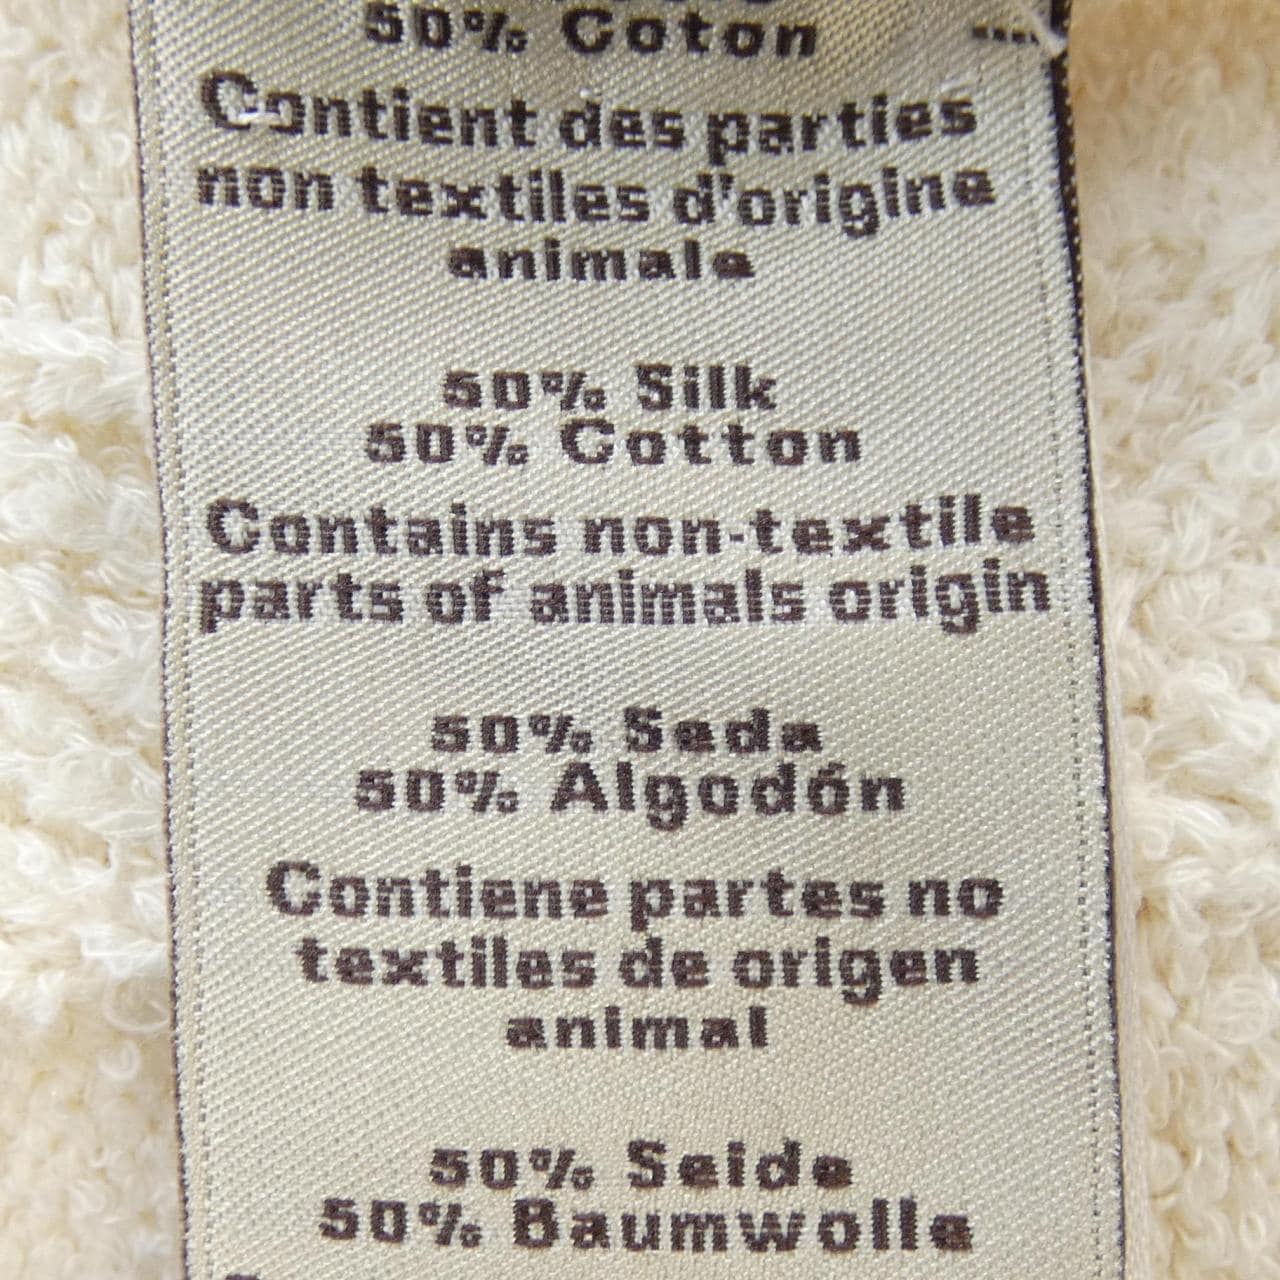 50% Coton
Contient des parties
non textiles d'origine
animale
50% Silk
50% Cotton
Contains non-textile
parts of animals origin
50% Seda
50% Algodón
Contiene partes no
textiles de origen
animal
50% Seide
50% Baumwolle